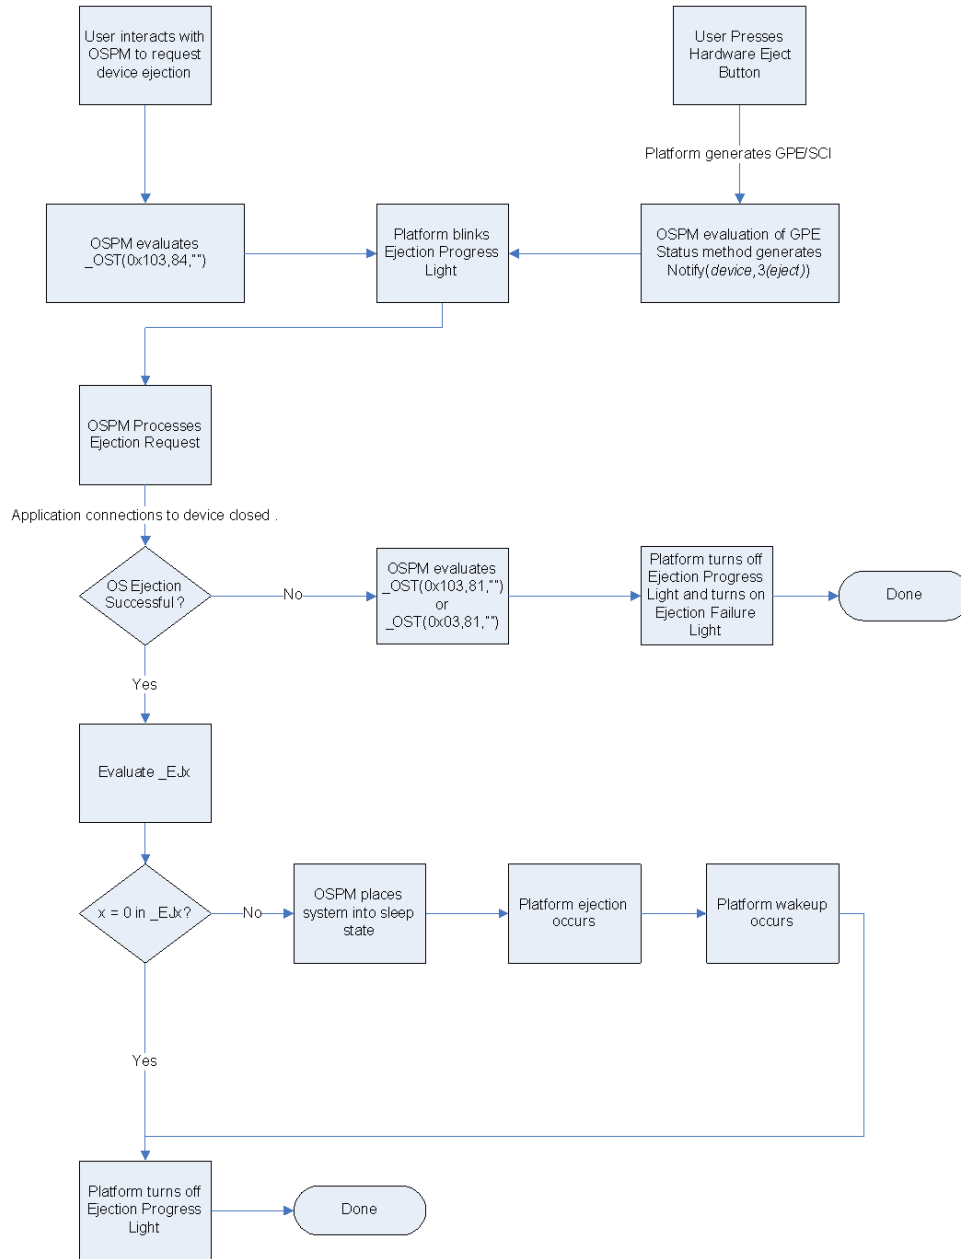 User interacts with
OSPM to request
device ejection
User Presses
Hardware Eject
Button
Platform generates GPE/SCI
OSPM evaluates
_OST(0x103,84,"")
Platform blinks
Ejection Progress
Light
OSPM evaluation of GPE
Status method generates
Notify(device,3(eject))
OSPM Processes
Ejection Request
Application connections to device closed .
OS Ejection
Successful ?
No
OSPM evaluates
_OST(0x103,81,"")
or
_OST(0x03,81,"")
Platform turns off
Ejection Progress
Light and turns on
Ejection Failure
Light
Done
Yes
Evaluate _EJx
x = 0 in _EJx?
No
OSPM places
system into sleep
state
Platform ejection
occurs
Platform wakeup
occurs
Yes
Platform turns off
Ejection Progress
Light
Done